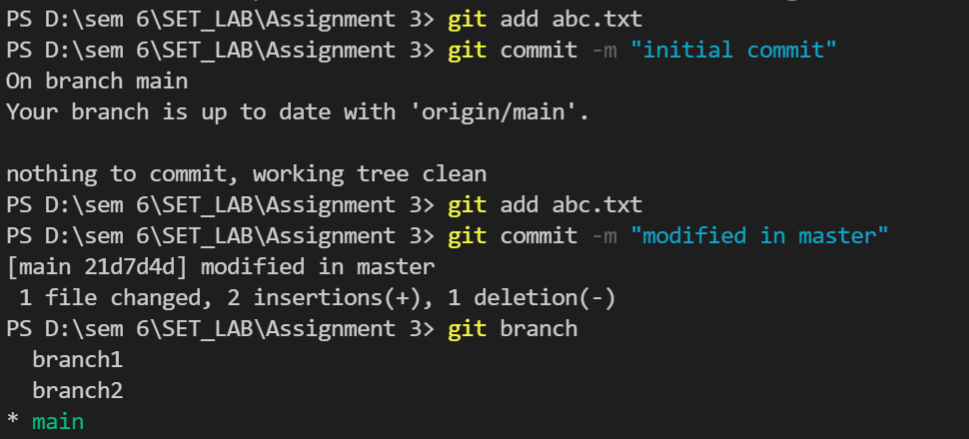 PS D:\sem 6\SET_LAB\Assignment 3> git add abc.txt
PS D:\sem 6\SET_LAB\Assignment 3> git commit -m "initial commit"
On branch main
Your branch is up to date with 'origin/main'.

nothing to commit, working tree clean
PS D:\sem 6\SET_LAB\Assignment 3> git add abc.txt
PS D:\sem 6\SET_LAB\Assignment 3> git commit -m "modified in master"
[main 21d7d4d] modified in master
 1 file changed, 2 insertions(+), 1 deletion(-)
PS D:\sem 6\SET_LAB\Assignment 3> git branch
  branch1
  branch2
* main